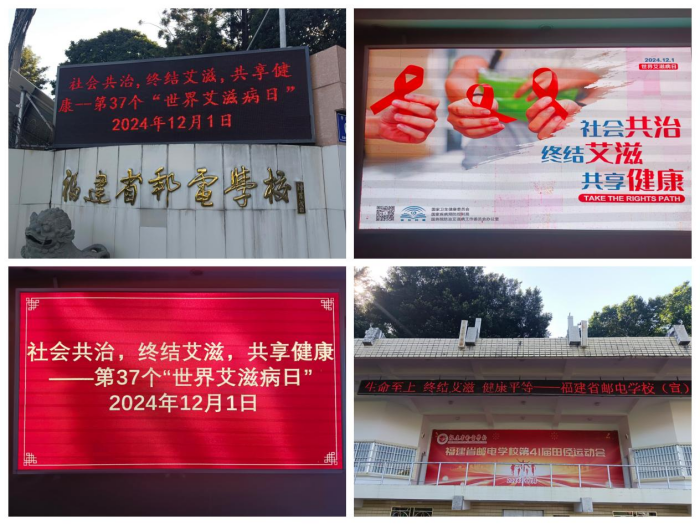 社会共治,终结艾滋,共享健
康—第37个“世界艾滋病日”
2024年12月1日
福建省邮电学校
2024.12.1
世界艾滋病日
社会共治
终结艾滋
共享健康
TAKE THE RIGHTS PATH
社会共治，终结艾滋，共享健康
——第37个“世界艾滋病日”
2024年12月1日
生命至上 终结艾滋 健康平等——福建省邮电学校（宣）
福建省邮电学校第41届田径运动会